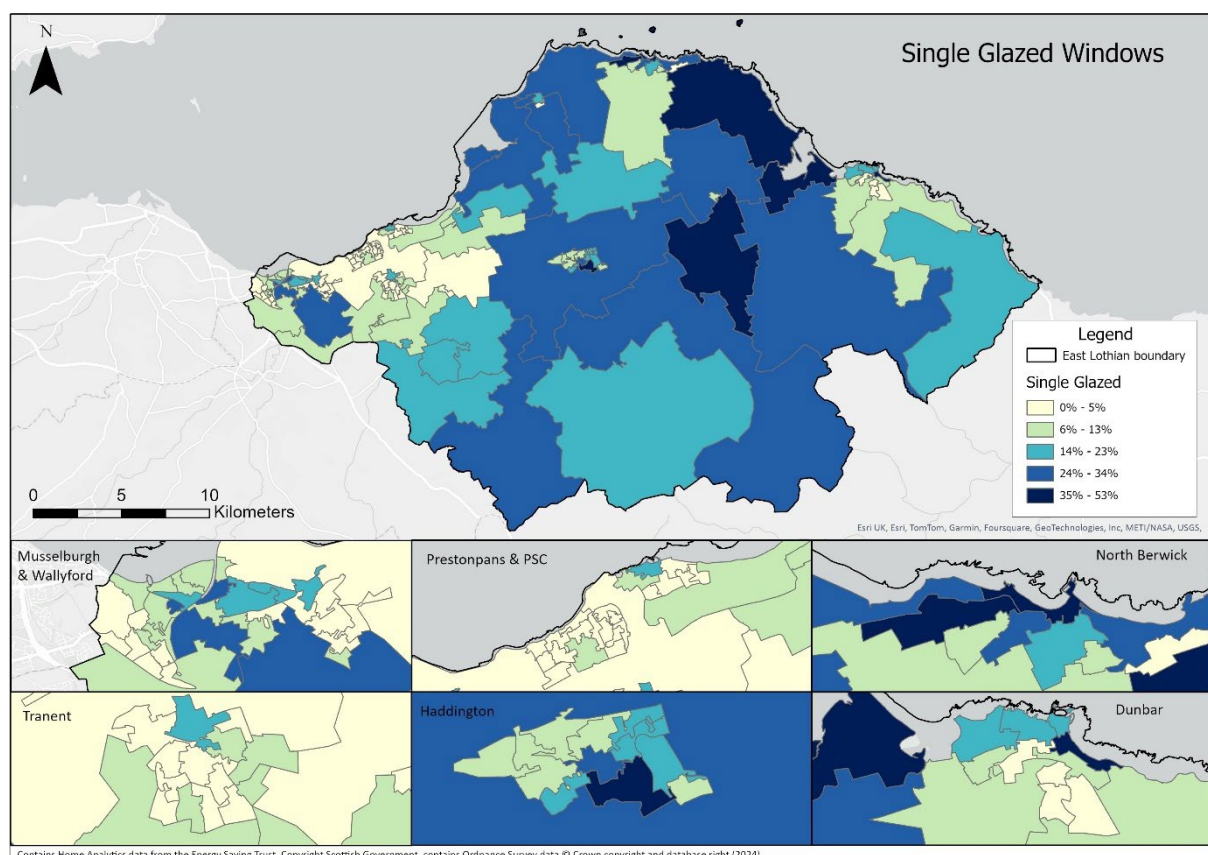 N
Single Glazed Windows
Legend
East Lothian boundary
Single Glazed
0% - 5%
6% - 13%
14% - 23%
24% - 34%
35% - 53%
0 5 10
Kilometers
Esri UK, Esri, TomTom, Garmin, Foursquare, GeoTechnologies, Inc, METI/NASA, USGS,
Musselburgh
& Wallyford
Prestonpans & PSC
North Berwick
Tranent
Haddington
Dunbar
Contains Home Analytics data from the Energy Saving Trust, Copyright Scottish Government, contains Ordnance Survey data © Crown copyright and database right (2024)